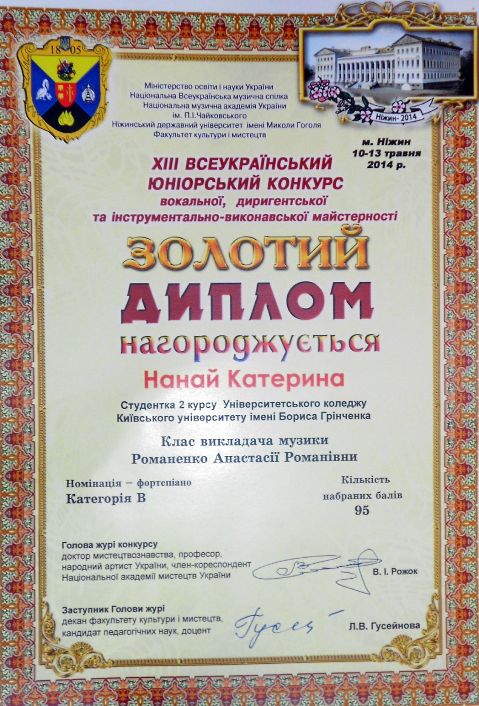 18 05
Міністерство освіти і науки України
Національна Всеукраїнська музична спілка
Національна музична академія України
ім. П.І.Чайковського
Ніжинський державний університет імені Миколи Гоголя
Факультет культури і мистецтв
Ніжин- 2014
м. Ніжин
10-13 травня
2014 р.
XIII ВСЕУКРАЇНСЬКИЙ
ЮНІОРСЬКИЙ КОНКУРС
вокальної, диригентської
та інструментально-виконавської майстерності
ЗОЛОТИЙ
ДИПЛОМ
нагороджується
Нанай Катерина
Студентка 2 курсу Університетського коледжу
Київського університету імені Бориса Грінченка
Клас викладача музики
Романенко Анастасії Романівни
Номінація – фортепіано
Категорія В
Кількість
набраних балів
95
Голова журі конкурсу
доктор мистецтвознавства, професор,
народний артист України, член-кореспондент
Національної академії мистецтв України
В. І. Рожок
Заступник Голови журі
декан факультету культури і мистецтв,
кандидат педагогічних наук, доцент
Л.В. Гусейнова